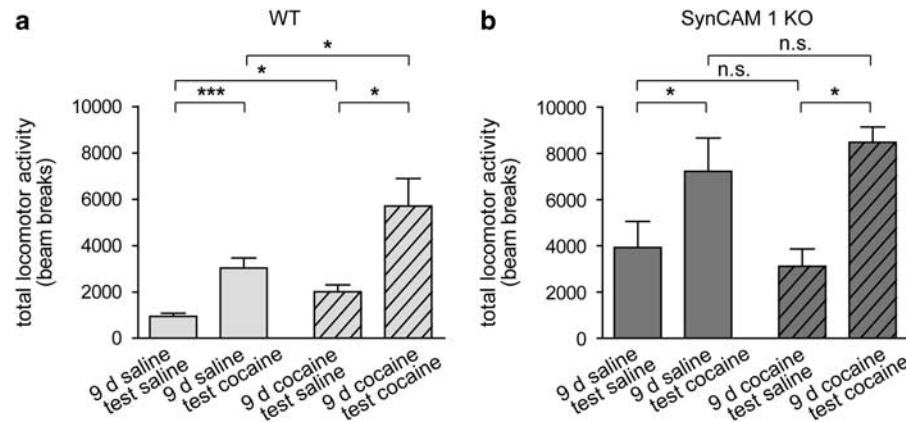 a
WT
*
*
***
*
10000
8000
6000
4000
2000
0
total locomotor activity
(beam breaks)
9 d saline
test saline
9 d saline
test cocaine
9 d cocaine
test saline
9 d cocaine
test cocaine
b
SynCAM 1 KO
n.s.
n.s.
*
*
10000
8000
6000
4000
2000
0
total locomotor activity
(beam breaks)
9 d saline
test saline
9 d saline
test cocaine
9 d cocaine
test saline
9 d cocaine
test cocaine